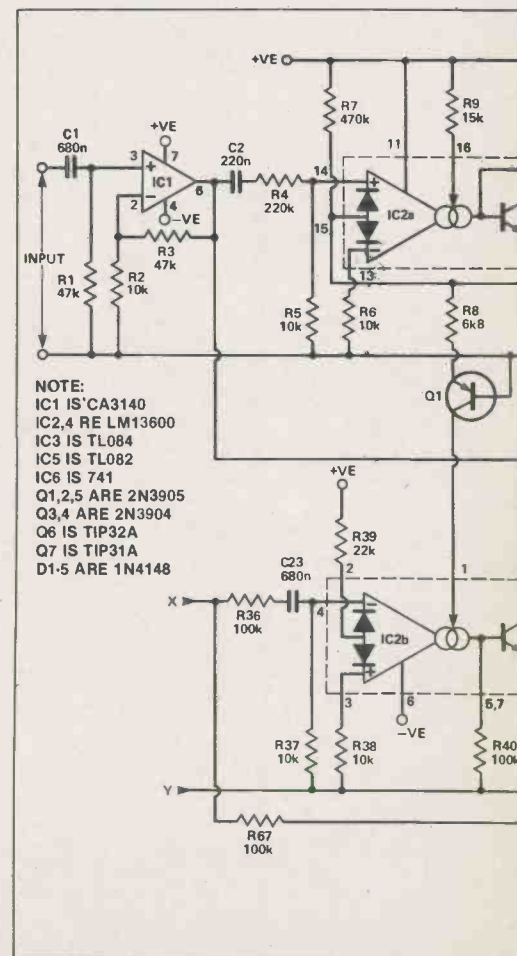 +VE
R7
470k
R9
15k
C1
680n
+VE
7
3
+
IC1
6
2
−
4
−VE
C2
220n
R4
220k
11
16
14
+
IC2a
15
−
13
R3
47k
INPUT
R1
47k
R2
10k
R5
10k
R6
10k
R8
6k8
Q1
NOTE:
IC1 IS CA3140
IC2,4 RE LM13600
IC3 IS TL084
IC5 IS TL082
IC6 IS 741
Q1,2,5 ARE 2N3905
Q3,4 ARE 2N3904
Q6 IS TIP32A
Q7 IS TIP31A
D1-5 ARE 1N4148
+VE
R39
22k
2
1
C23
680n
X
R36
100k
4
−
IC2b
+
3
6
−VE
5,7
R37
10k
R38
10k
R40
100k
Y
R67
100k